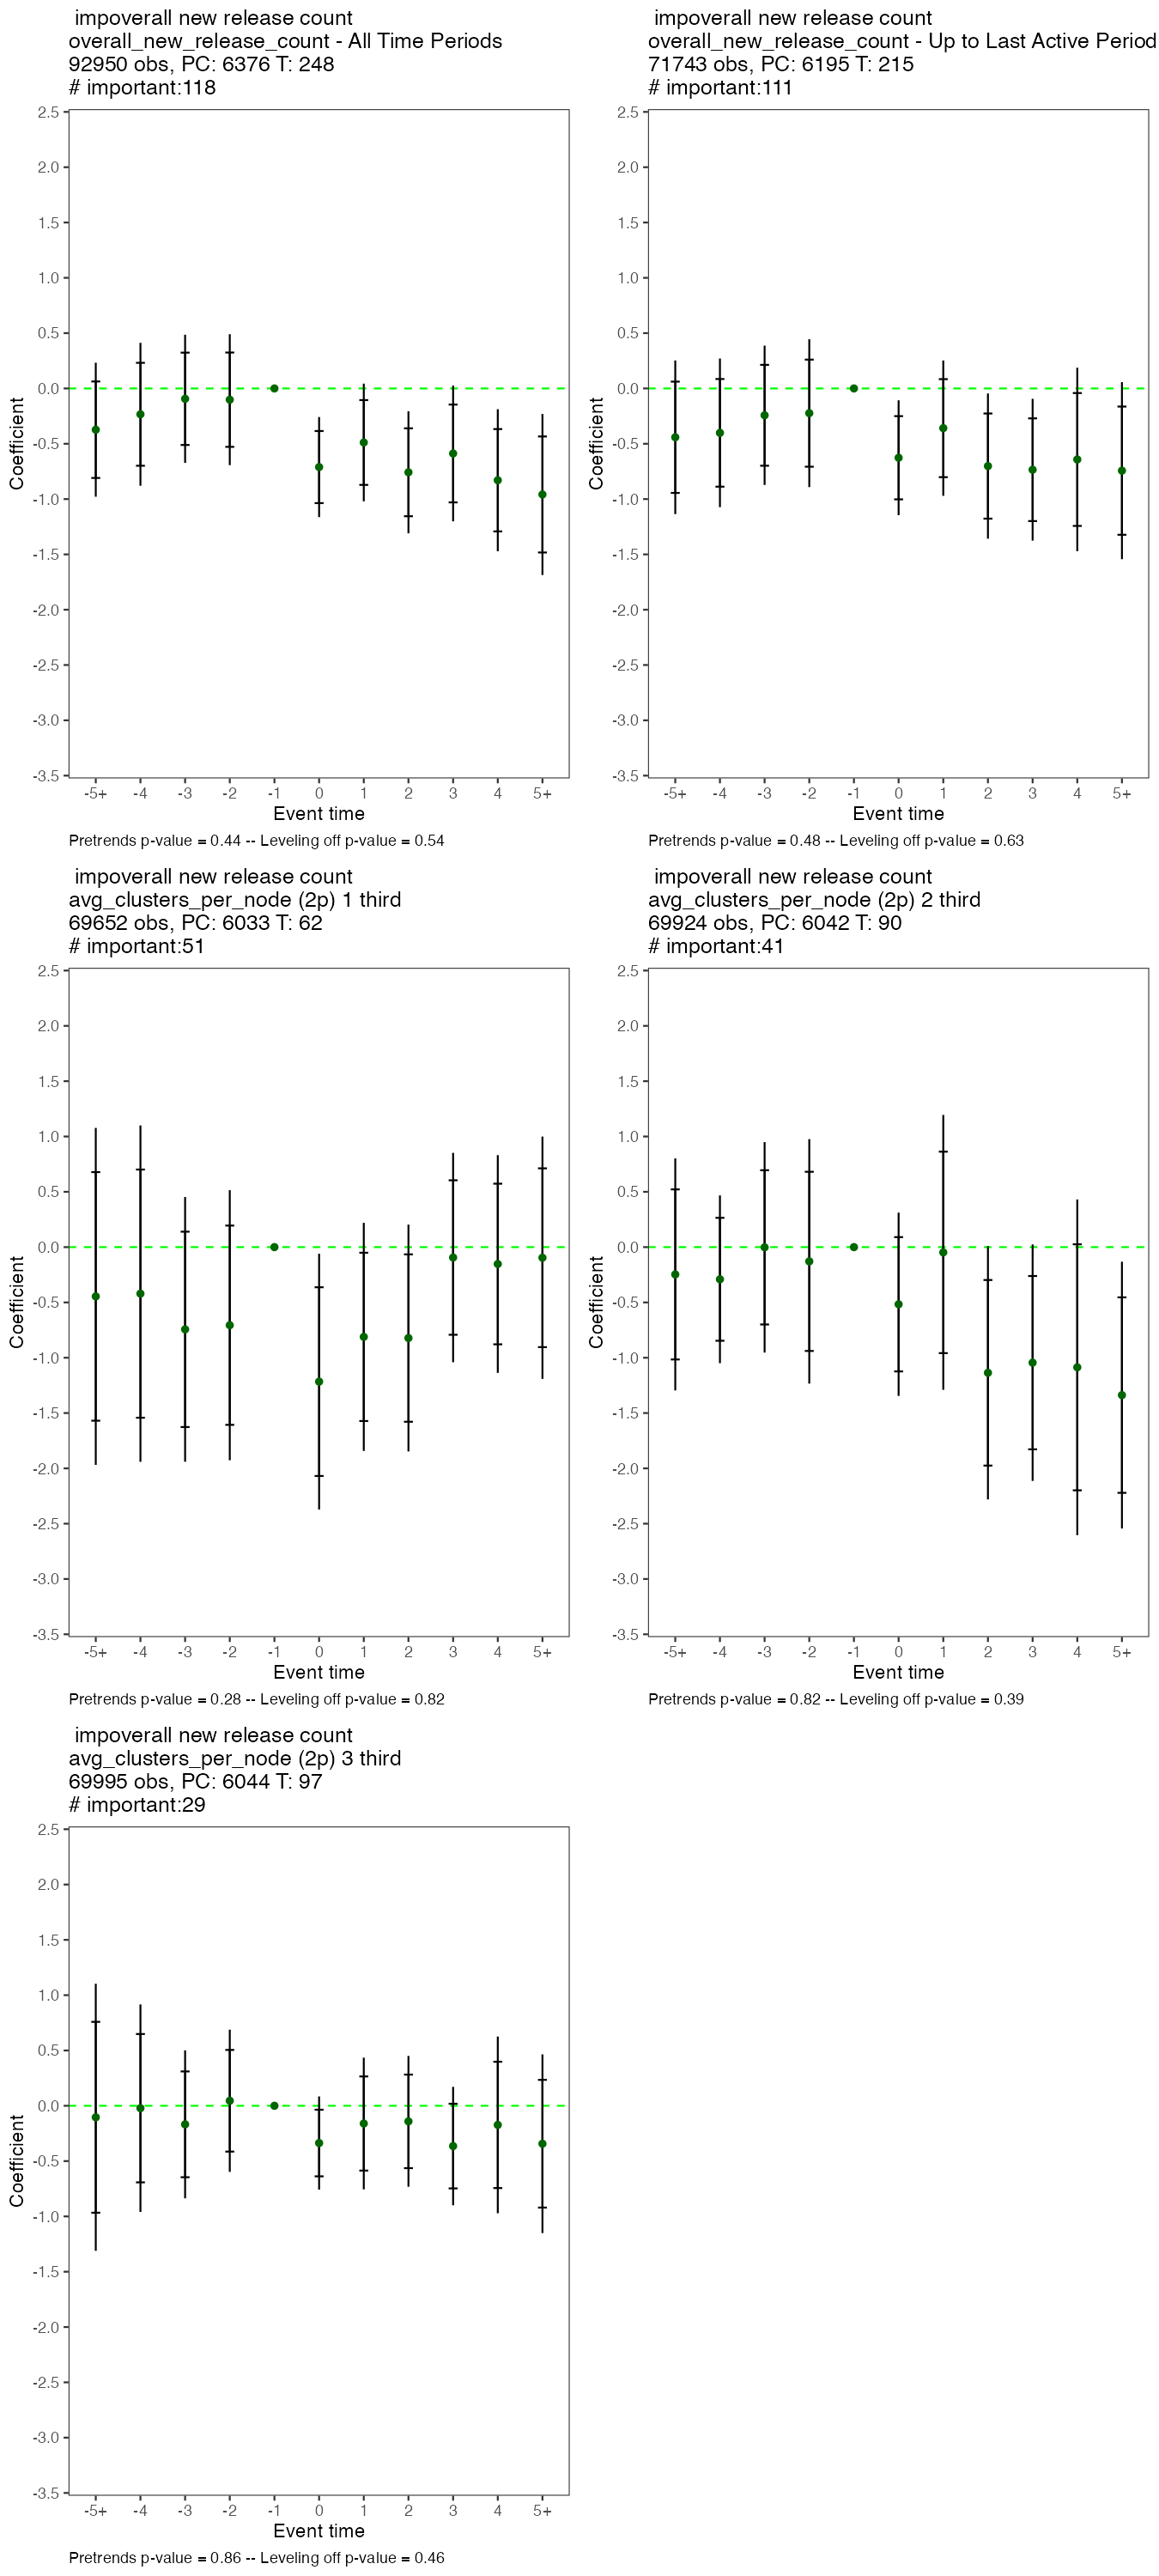 impoverall new release count
overall_new_release_count - All Time Periods
92950 obs, PC: 6376 T: 248
# important:118
2.5
2.0
1.5
1.0
0.5
0.0
-0.5
-1.0
-1.5
-2.0
-2.5
-3.0
-3.5
Coefficient
-5+ -4 -3 -2 -1 0 1 2 3 4 5+
Event time
Pretrends p-value = 0.44 -- Leveling off p-value = 0.54
impoverall new release count
overall_new_release_count - Up to Last Active Period
71743 obs, PC: 6195 T: 215
# important:111
2.5
2.0
1.5
1.0
0.5
0.0
-0.5
-1.0
-1.5
-2.0
-2.5
-3.0
-3.5
Coefficient
-5+ -4 -3 -2 -1 0 1 2 3 4 5+
Event time
Pretrends p-value = 0.48 -- Leveling off p-value = 0.63
impoverall new release count
avg_clusters_per_node (2p) 1 third
69652 obs, PC: 6033 T: 62
# important:51
2.5
2.0
1.5
1.0
0.5
0.0
-0.5
-1.0
-1.5
-2.0
-2.5
-3.0
-3.5
Coefficient
-5+ -4 -3 -2 -1 0 1 2 3 4 5+
Event time
Pretrends p-value = 0.28 -- Leveling off p-value = 0.82
impoverall new release count
avg_clusters_per_node (2p) 2 third
69924 obs, PC: 6042 T: 90
# important:41
2.5
2.0
1.5
1.0
0.5
0.0
-0.5
-1.0
-1.5
-2.0
-2.5
-3.0
-3.5
Coefficient
-5+ -4 -3 -2 -1 0 1 2 3 4 5+
Event time
Pretrends p-value = 0.82 -- Leveling off p-value = 0.39
impoverall new release count
avg_clusters_per_node (2p) 3 third
69995 obs, PC: 6044 T: 97
# important:29
2.5
2.0
1.5
1.0
0.5
0.0
-0.5
-1.0
-1.5
-2.0
-2.5
-3.0
-3.5
Coefficient
-5+ -4 -3 -2 -1 0 1 2 3 4 5+
Event time
Pretrends p-value = 0.86 -- Leveling off p-value = 0.46